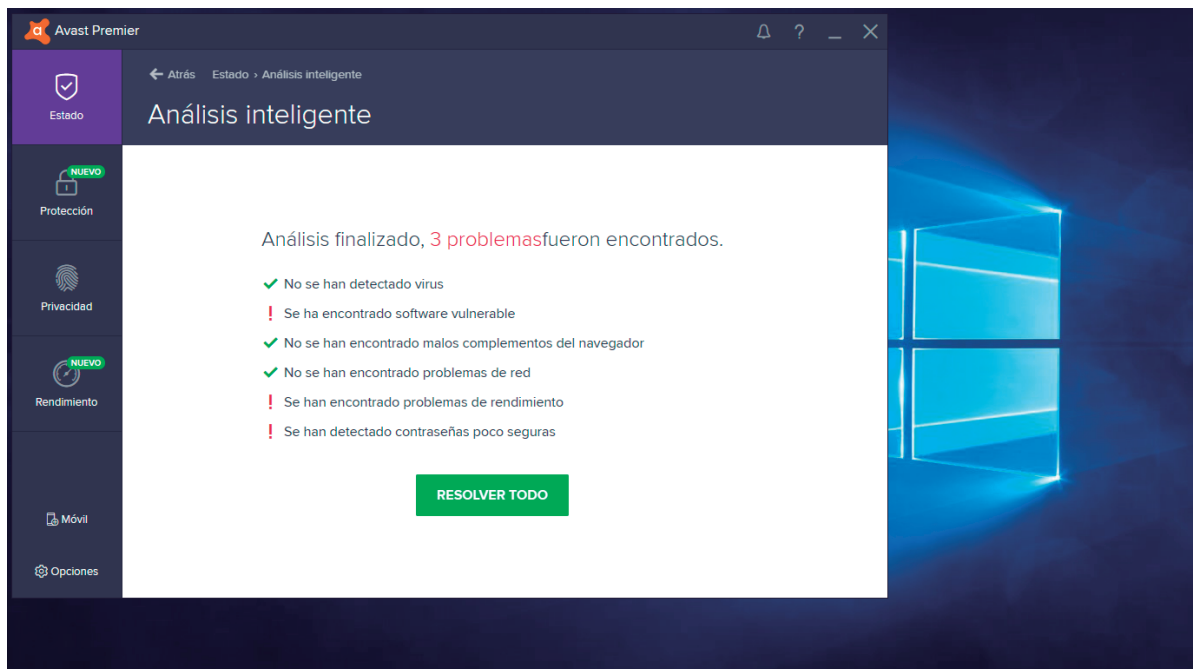 Avast Premier
?
Atrás Estado › Análisis inteligente
Análisis inteligente
Estado
NUEVO
Protección
Privacidad
NUEVO
Rendimiento
Móvil
Opciones
Análisis finalizado, 3 problemasfueron encontrados.
No se han detectado virus
Se ha encontrado software vulnerable
No se han encontrado malos complementos del navegador
No se han encontrado problemas de red
Se han encontrado problemas de rendimiento
Se han detectado contraseñas poco seguras
RESOLVER TODO